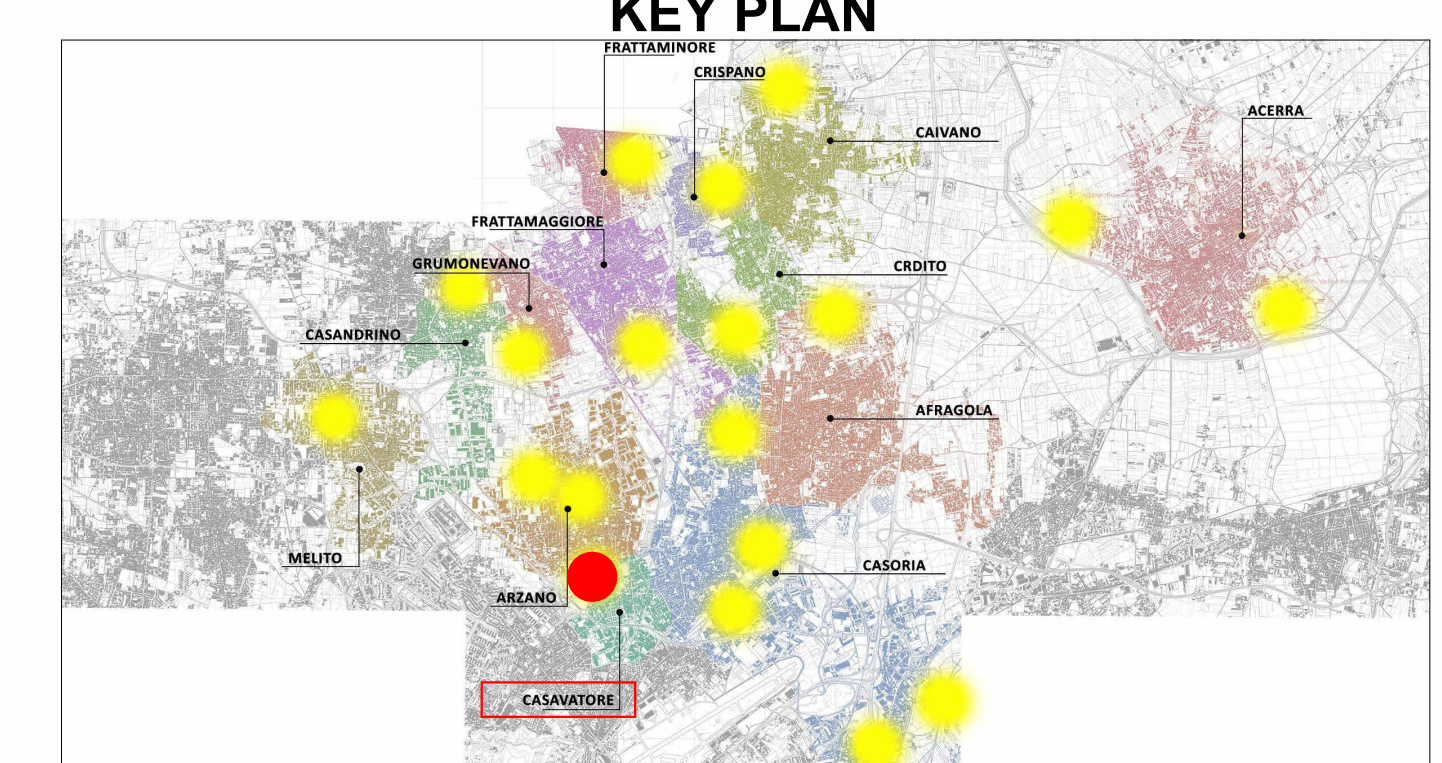 KEY PLAN
FRATTAMINORE
CRISPANO
ACERRA
CAIVANO
FRATTAMAGGIORE
GRUMONEVANO
CRDITO
CASANDRINO
AFRAGOLA
MELITO
CASORIA
ARZANO
CASAVATORE